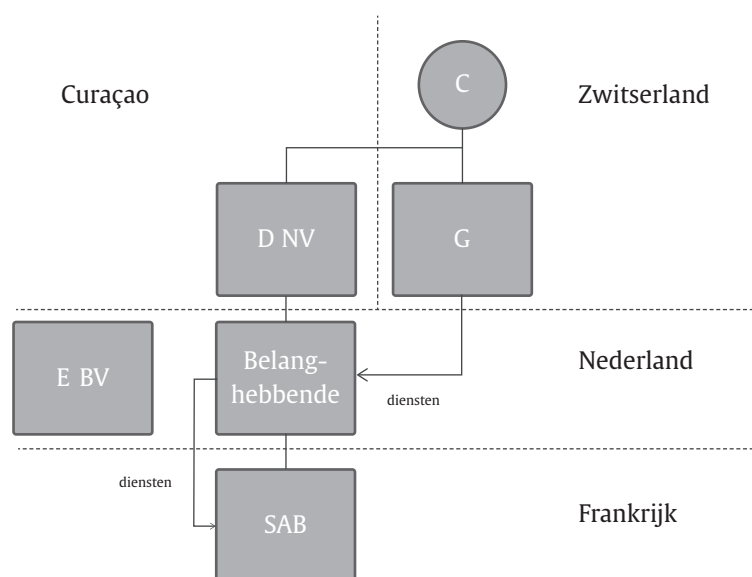 C
Curaçao
Zwitserland
D NV
G
E BV
Belang-
hebbende
Nederland
diensten
diensten
SAB
Frankrijk